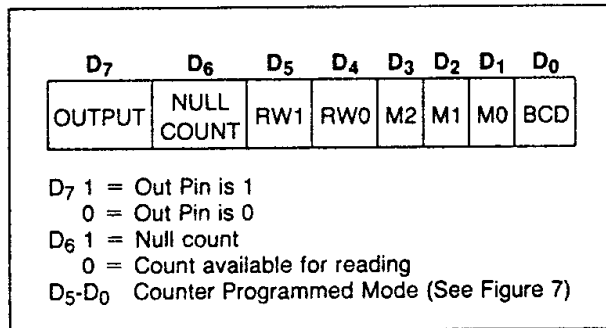 D7 D6 D5 D4 D3 D2 D1 D0
OUTPUT NULL COUNT RW1 RW0 M2 M1 M0 BCD
D7 1 = Out Pin is 1
0 = Out Pin is 0
D6 1 = Null count
0 = Count available for reading
D5-D0 Counter Programmed Mode (See Figure 7)